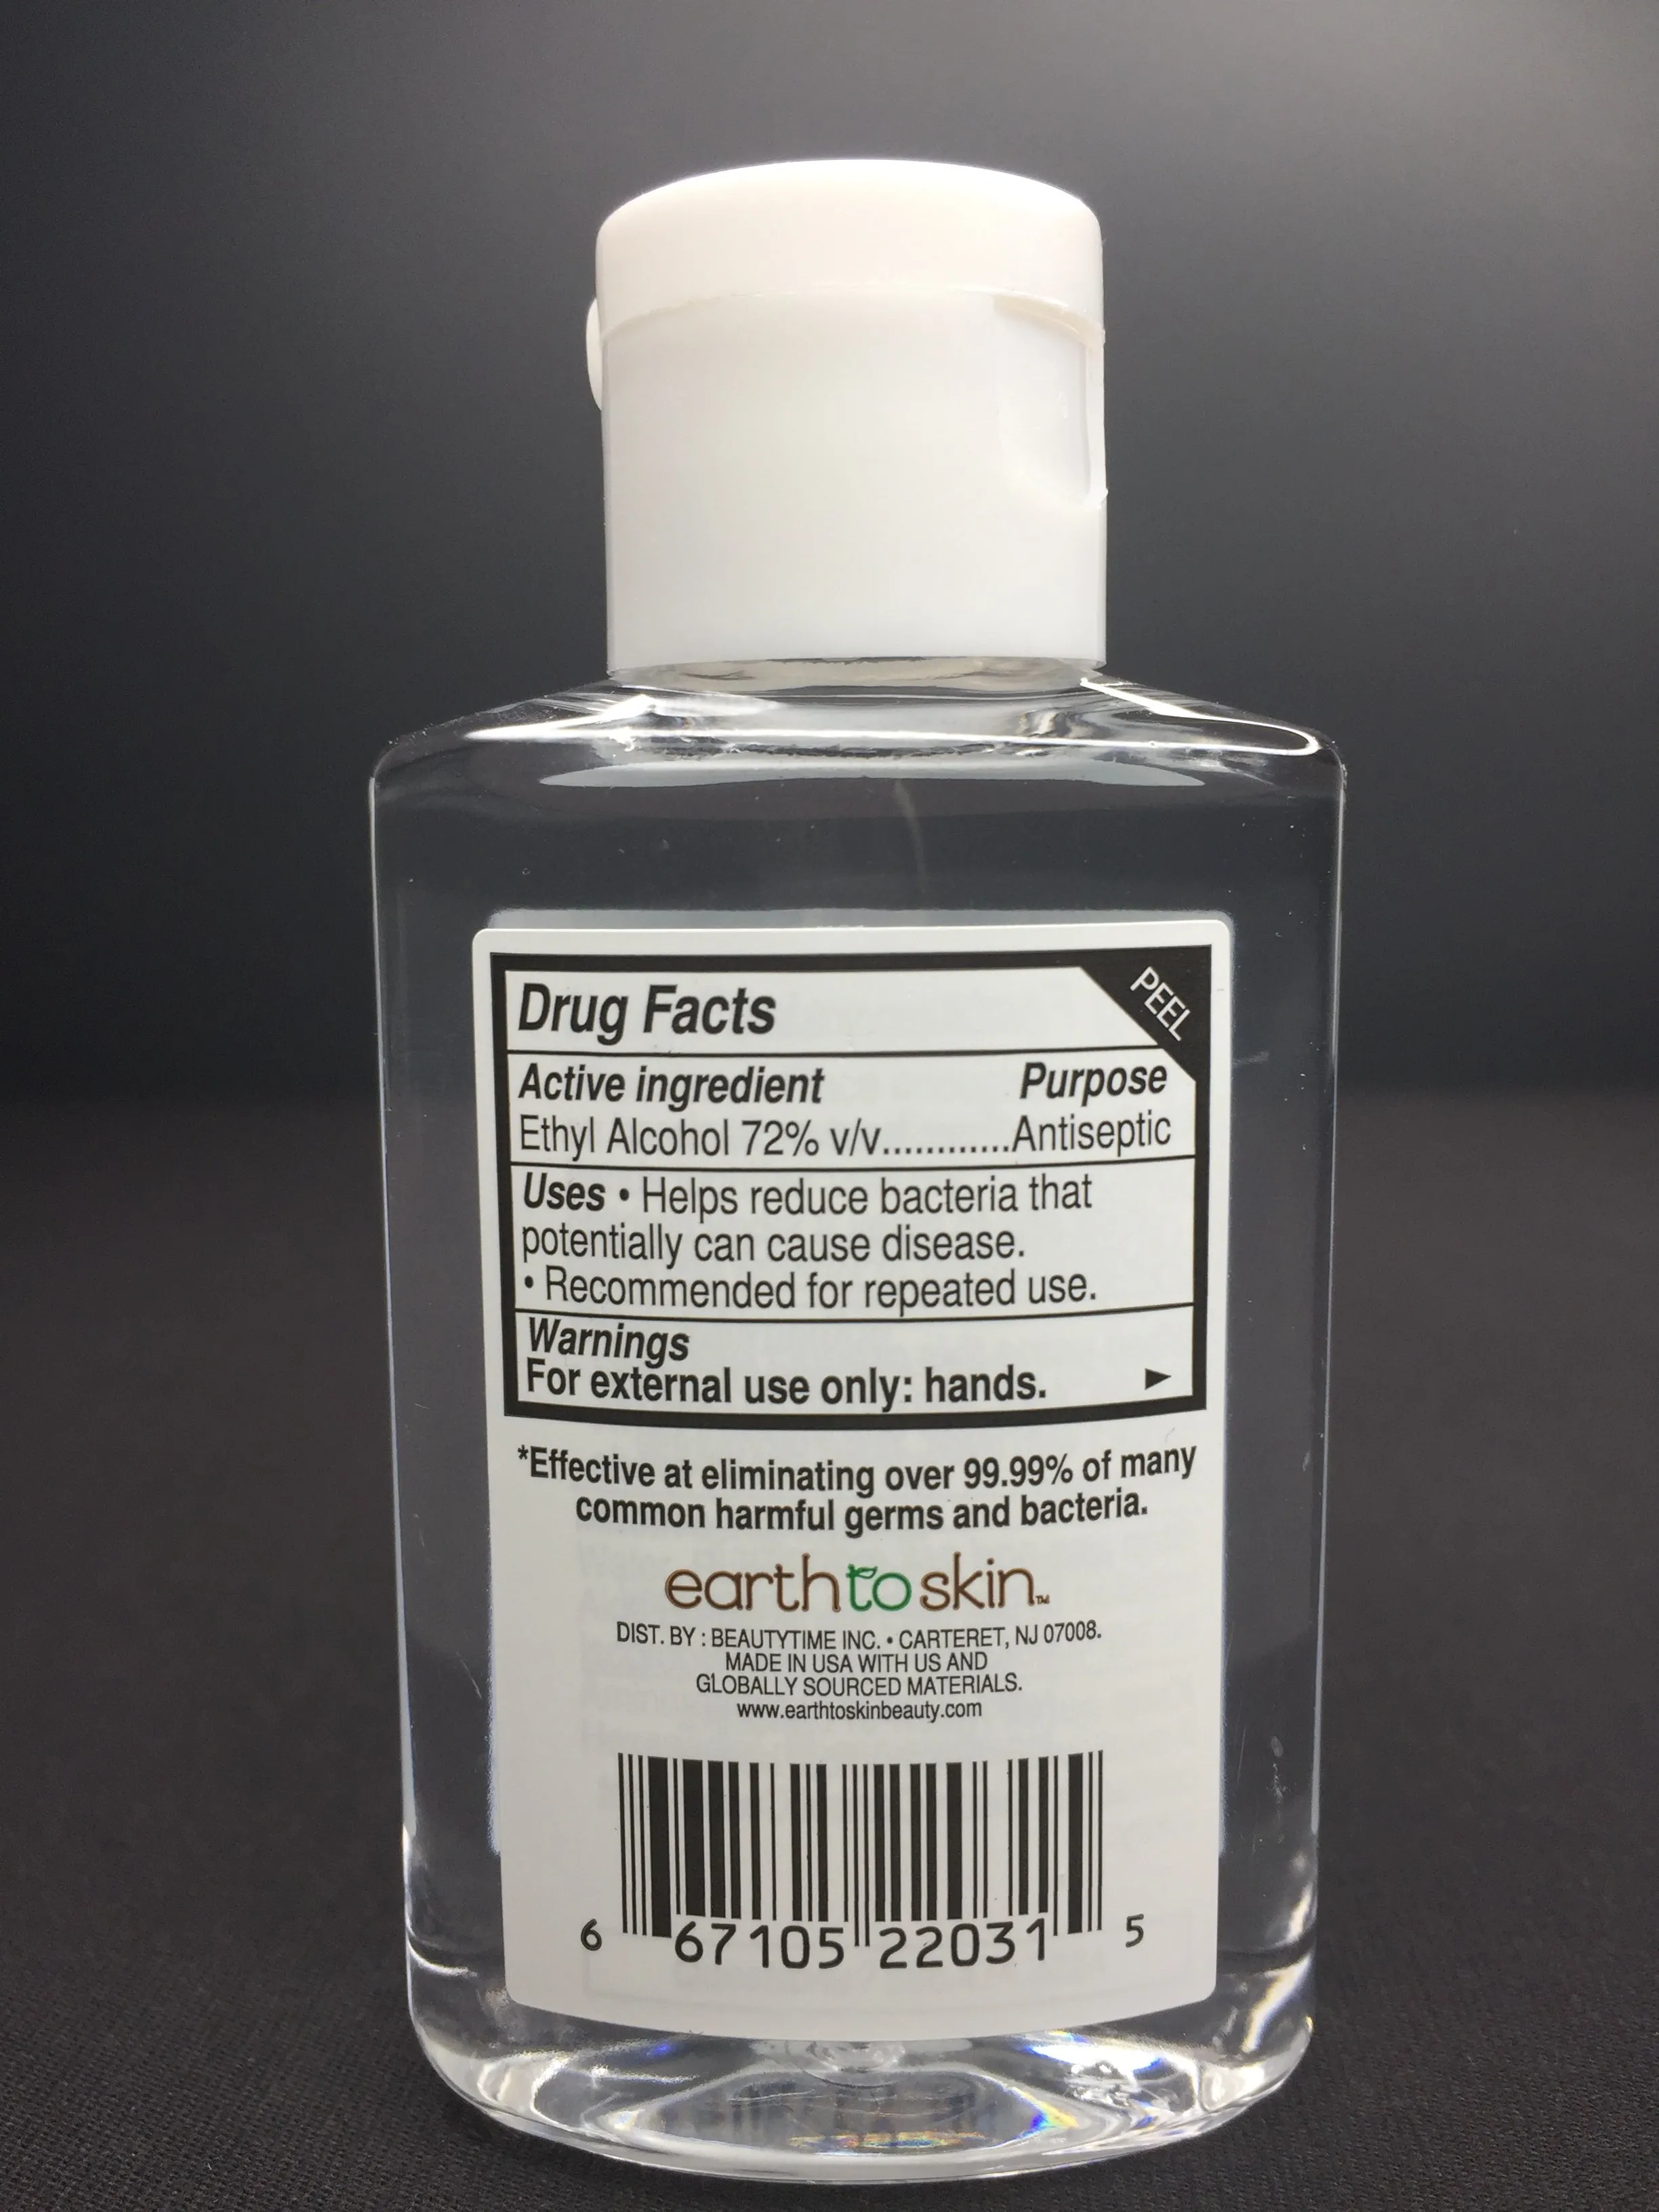 PEEL
Drug Facts
Active ingredient Purpose
Ethyl Alcohol 72% v/v............Antiseptic
Uses • Helps reduce bacteria that
potentially can cause disease.
• Recommended for repeated use.
Warnings
For external use only: hands. ►
*Effective at eliminating over 99.99% of many
common harmful germs and bacteria.
earthtoskin™
DIST. BY : BEAUTYTIME INC. • CARTERET, NJ 07008.
MADE IN USA WITH US AND
GLOBALLY SOURCED MATERIALS.
www.earthtoskinbeauty.com
6 67105 22031 5